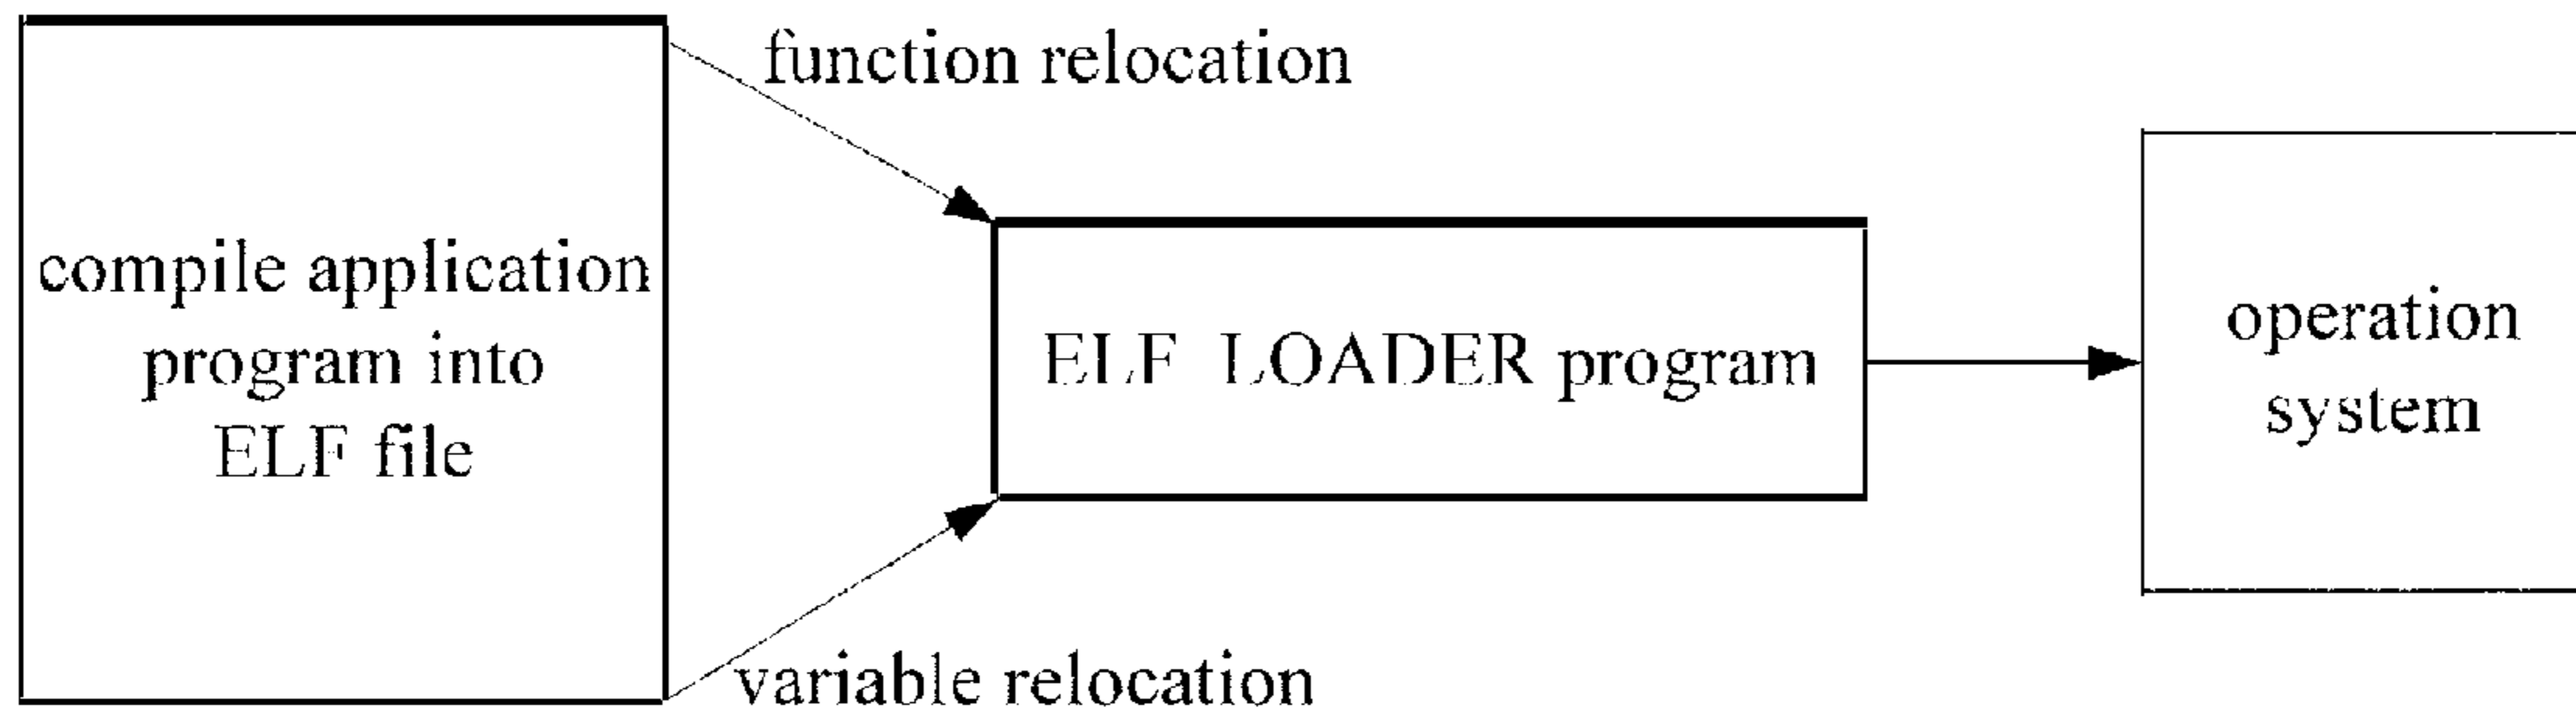 function relocation
compile application
program into
ELF file
ELF LOADER program
operation
system
variable relocation